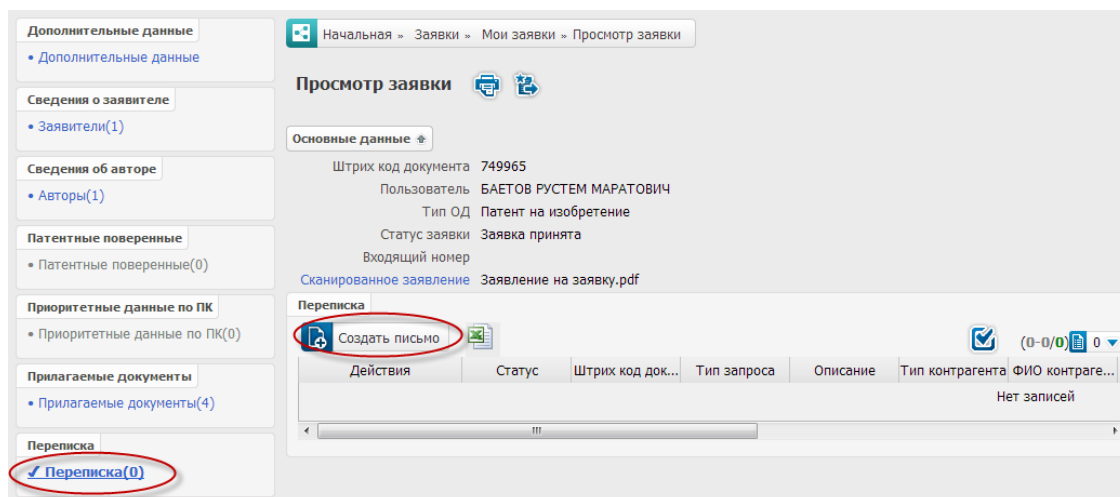 Дополнительные данные
• Дополнительные данные
Сведения о заявителе
• Заявители(1)
Сведения об авторе
• Авторы(1)
Патентные поверенные
• Патентные поверенные(0)
Приоритетные данные по ПК
• Приоритетные данные по ПК(0)
Прилагаемые документы
• Прилагаемые документы(4)
Переписка
✓ Переписка(0)
Начальная » Заявки » Мои заявки » Просмотр заявки
Просмотр заявки
Основные данные
Штрих код документа 749965
Пользователь БАЕТОВ РУСТЕМ МАРАТОВИЧ
Тип ОД Патент на изобретение
Статус заявки Заявка принята
Входящий номер
Сканированное заявление Заявление на заявку.pdf
Переписка
Создать письмо (0-0/0) 0
Действия Статус Штрих код док... Тип запроса Описание Тип контрагента ФИО контраге...
Нет записей